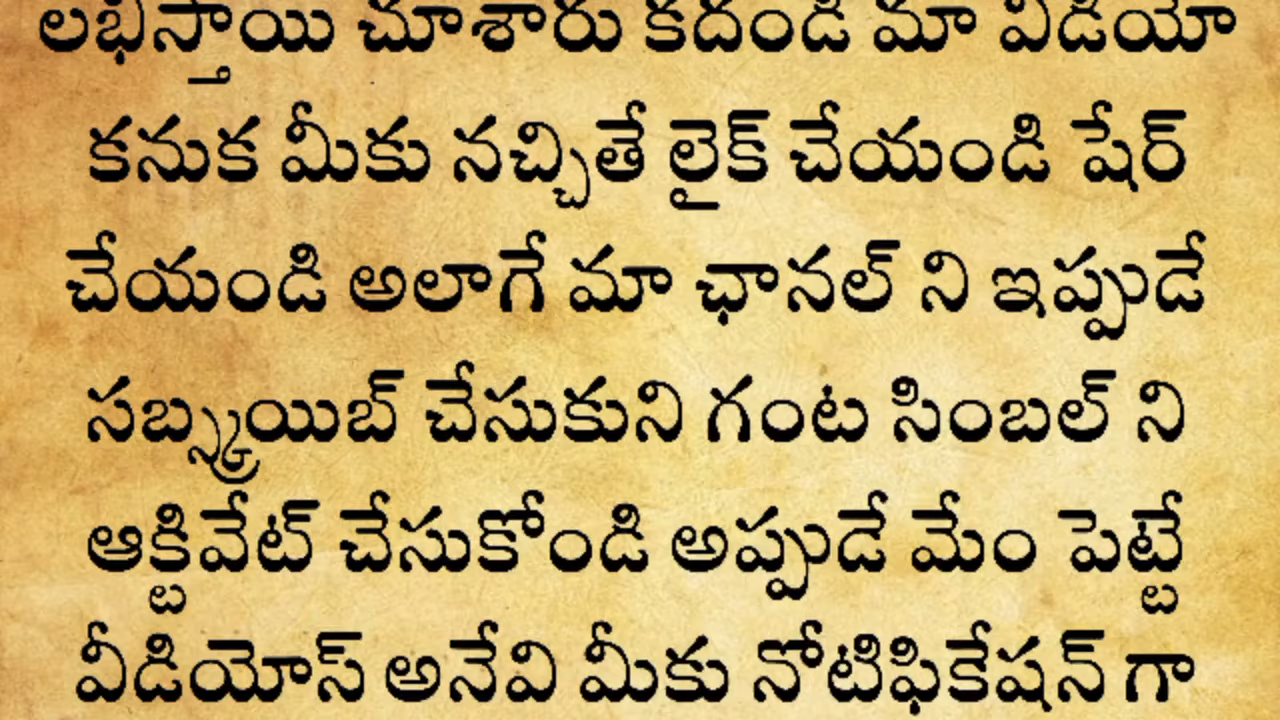 లభిస్తాయి చూశారు కదండి మా వీడియో
కనుక మీకు నచ్చితే లైక్ చేయండి షేర్
చేయండి అలాగే మా ఛానల్ ని ఇప్పుడే
సబ్స్క్రయిబ్ చేసుకుని గంట సింబల్ ని
ఆక్టివేట్ చేసుకోండి అప్పుడే మేం పెట్టే
వీడియోస్ అనేవి మీకు నోటిఫికేషన్ గా